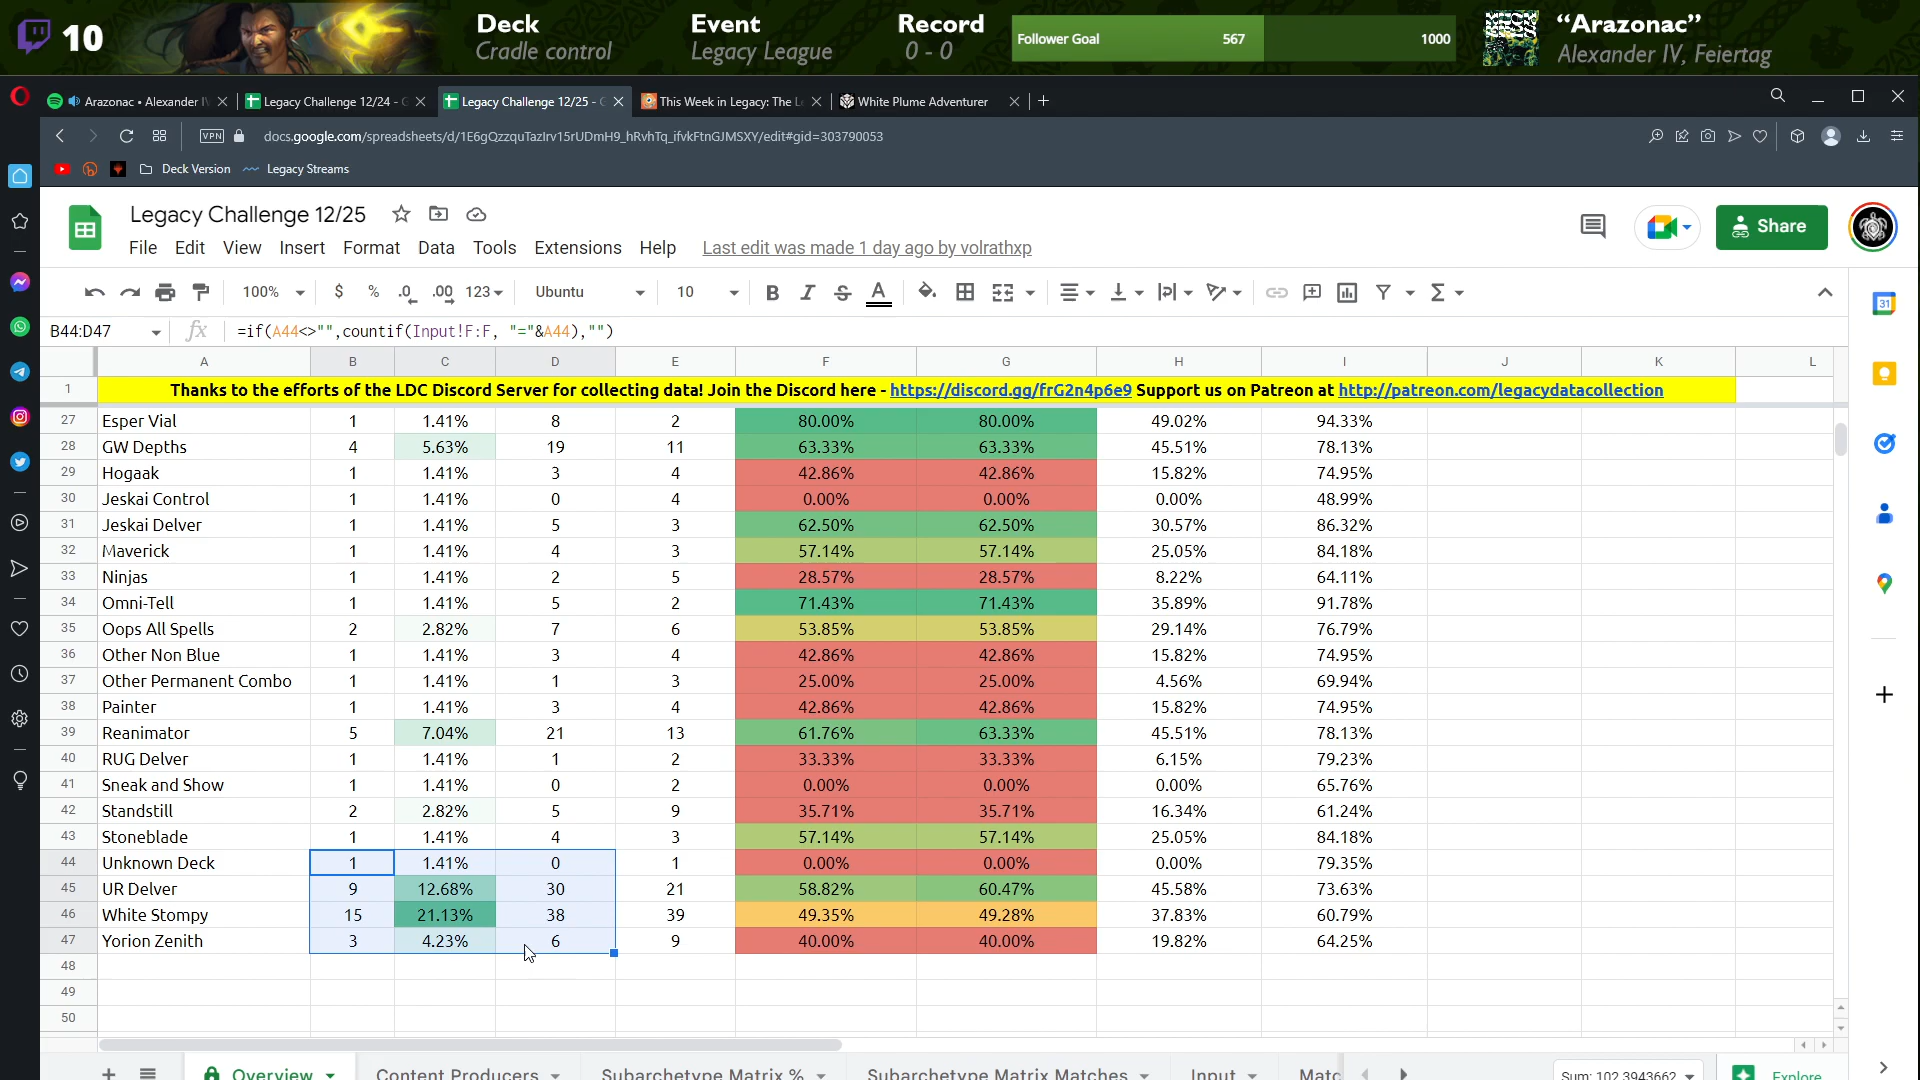 10
Deck
Cradle control
Event
Legacy League
Record
0 - 0
Follower Goal 567 1000
“Arazonac”
Alexander IV, Feiertag
Arazonac • Alexander
Legacy Challenge 12/24 -
Legacy Challenge 12/25 -
This Week in Legacy: The L
White Plume Adventurer
VPN
docs.google.com/spreadsheets/d/1E6gQzzquTazIrv15rUDmH9_hRvhTq_ifvkFtnGJMSXY/edit#gid=303790053
Deck Version
Legacy Streams
Legacy Challenge 12/25
File Edit View Insert Format Data Tools Extensions Help Last edit was made 1 day ago by volrathxp
Share
100% $ % .0 .00 123 Ubuntu 10 B I S A
B44:D47 fx =if(A44<>"",countif(Input!F:F, "="&A44),"")
A B C D E F G H I J K L
1 Thanks to the efforts of the LDC Discord Server for collecting data! Join the Discord here - https://discord.gg/frG2n4p6e9 Support us on Patreon at http://patreon.com/legacydatacollection
27 Esper Vial 1 1.41% 8 2 80.00% 80.00% 49.02% 94.33%
28 GW Depths 4 5.63% 19 11 63.33% 63.33% 45.51% 78.13%
29 Hogaak 1 1.41% 3 4 42.86% 42.86% 15.82% 74.95%
30 Jeskai Control 1 1.41% 0 4 0.00% 0.00% 0.00% 48.99%
31 Jeskai Delver 1 1.41% 5 3 62.50% 62.50% 30.57% 86.32%
32 Maverick 1 1.41% 4 3 57.14% 57.14% 25.05% 84.18%
33 Ninjas 1 1.41% 2 5 28.57% 28.57% 8.22% 64.11%
34 Omni-Tell 1 1.41% 5 2 71.43% 71.43% 35.89% 91.78%
35 Oops All Spells 2 2.82% 7 6 53.85% 53.85% 29.14% 76.79%
36 Other Non Blue 1 1.41% 3 4 42.86% 42.86% 15.82% 74.95%
37 Other Permanent Combo 1 1.41% 1 3 25.00% 25.00% 4.56% 69.94%
38 Painter 1 1.41% 3 4 42.86% 42.86% 15.82% 74.95%
39 Reanimator 5 7.04% 21 13 61.76% 63.33% 45.51% 78.13%
40 RUG Delver 1 1.41% 1 2 33.33% 33.33% 6.15% 79.23%
41 Sneak and Show 1 1.41% 0 2 0.00% 0.00% 0.00% 65.76%
42 Standstill 2 2.82% 5 9 35.71% 35.71% 16.34% 61.24%
43 Stoneblade 1 1.41% 4 3 57.14% 57.14% 25.05% 84.18%
44 Unknown Deck 1 1.41% 0 1 0.00% 0.00% 0.00% 79.35%
45 UR Delver 9 12.68% 30 21 58.82% 60.47% 45.58% 73.63%
46 White Stompy 15 21.13% 38 39 49.35% 49.28% 37.83% 60.79%
47 Yorion Zenith 3 4.23% 6 9 40.00% 40.00% 19.82% 64.25%
48
49
50
Overview Content Producers Subarchetype Matrix % Subarchetype Matrix Matches Input Matc Sum: 102.3943662 Explore